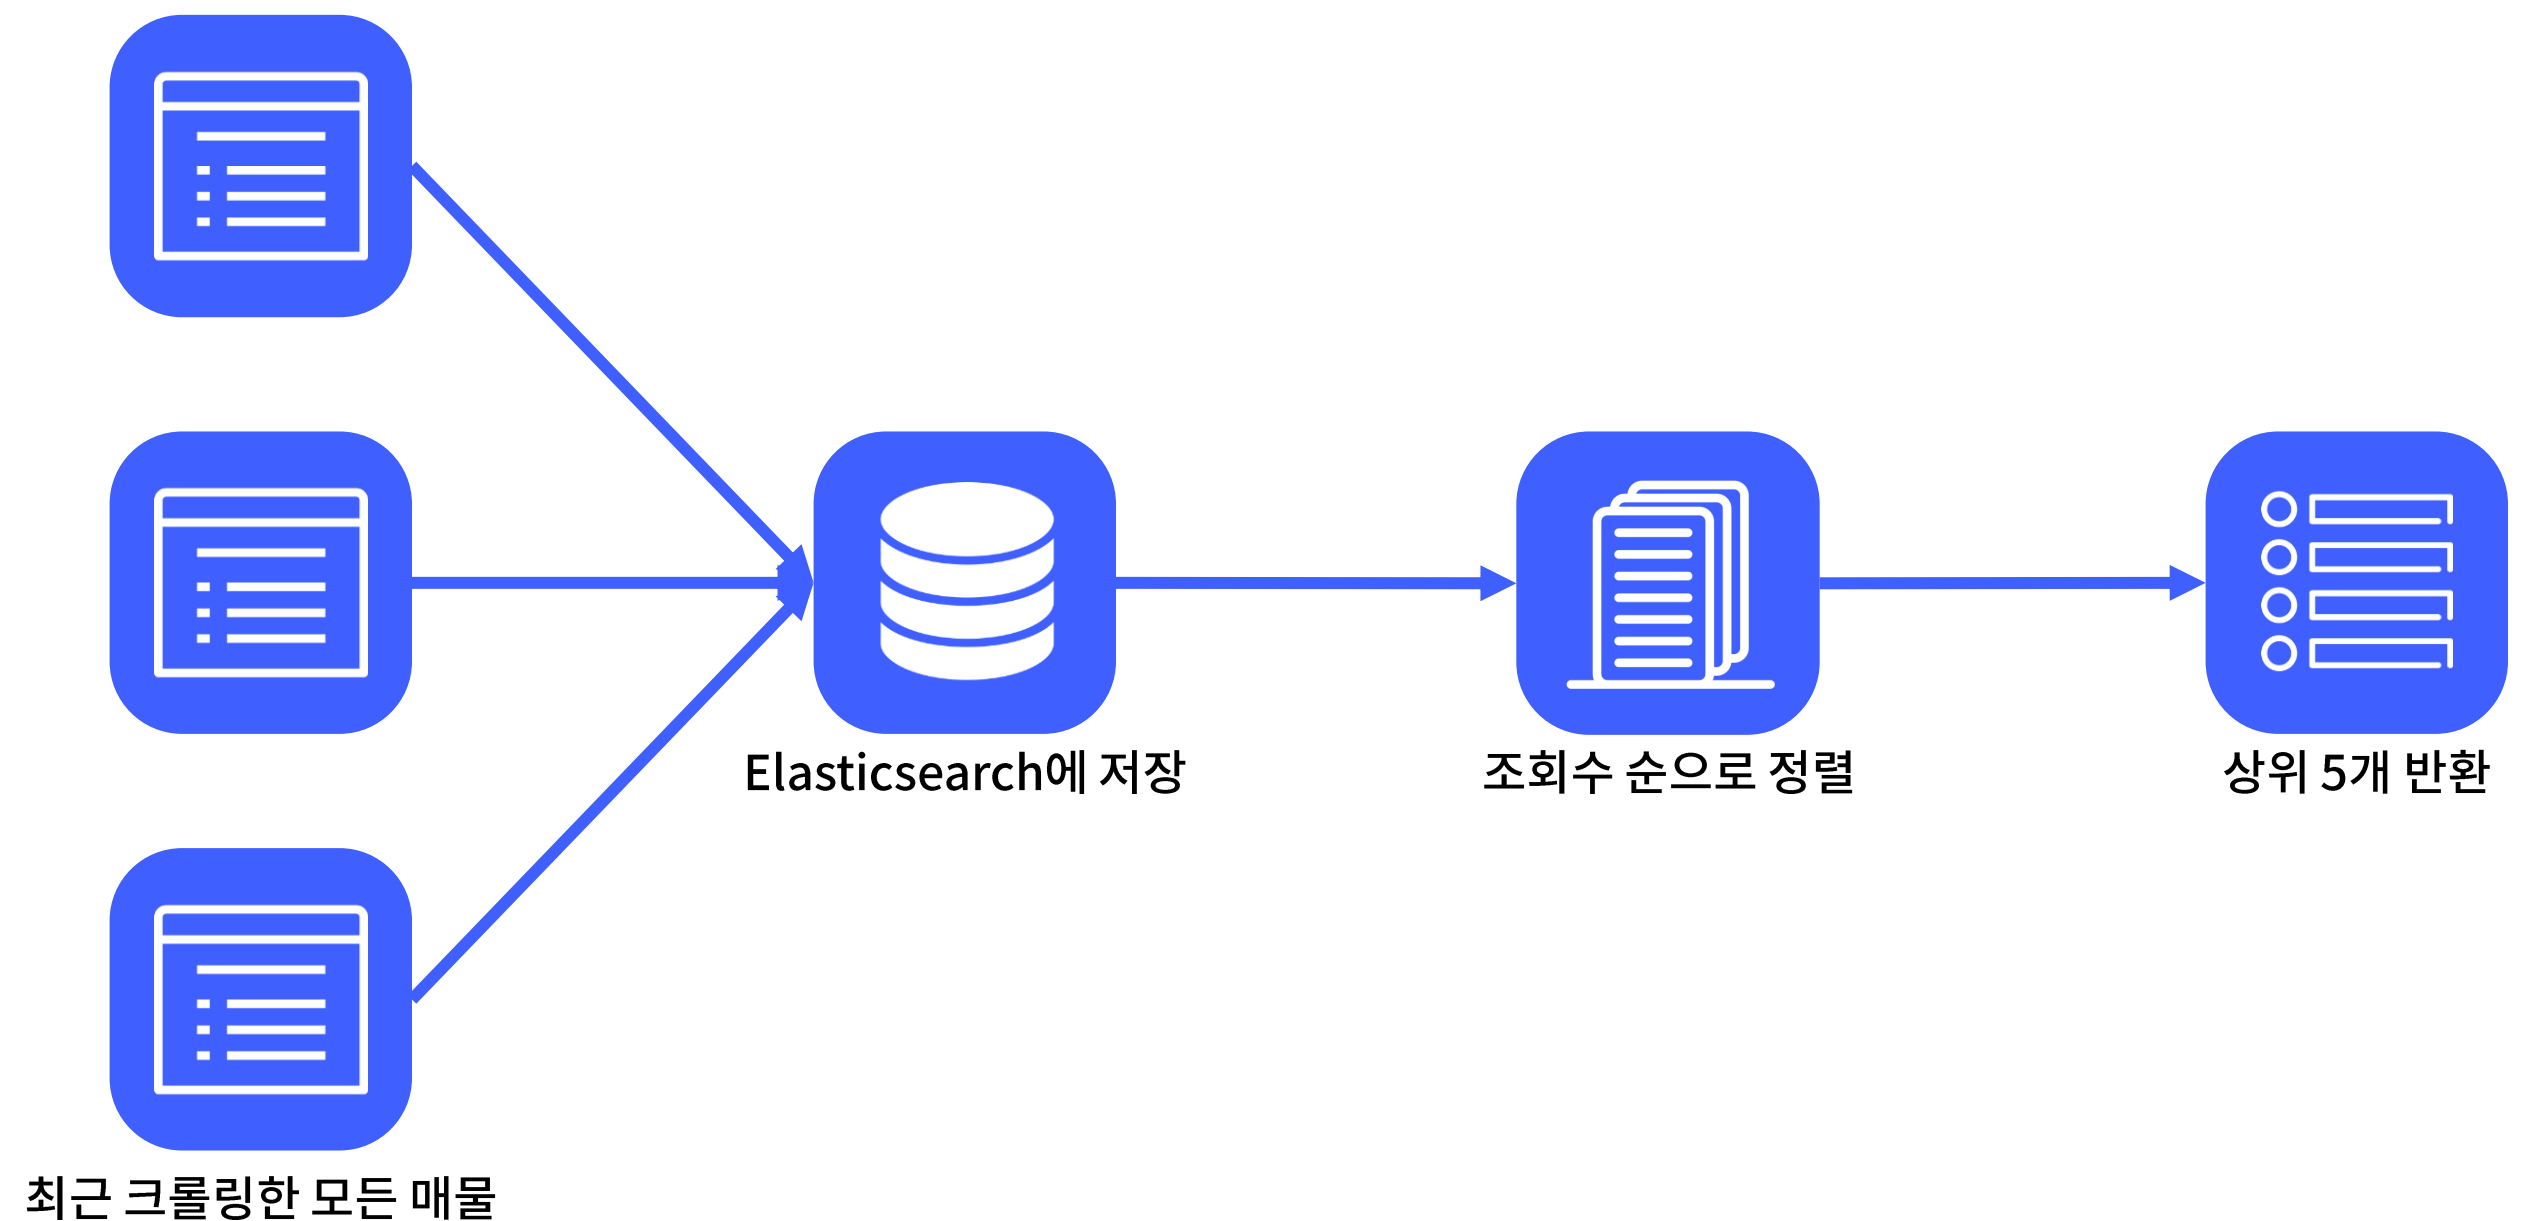 Elasticsearch에 저장
조회수 순으로 정렬
상위 5개 반환
최근 크롤링한 모든 매물